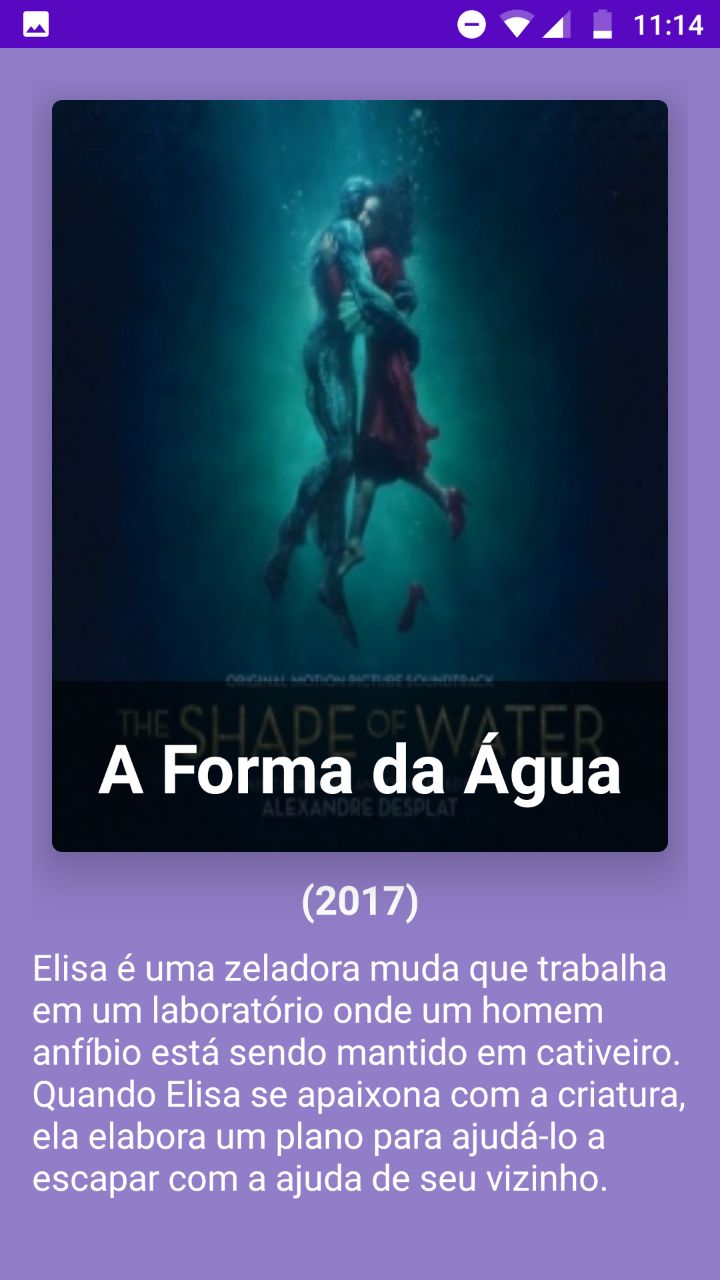 11:14
ORIGINAL MOTION PICTURE SOUNDTRACK
THE SHAPE OF WATER
A Forma da Água
ALEXANDRE DESPLAT
(2017)
Elisa é uma zeladora muda que trabalha
em um laboratório onde um homem
anfíbio está sendo mantido em cativeiro.
Quando Elisa se apaixona com a criatura,
ela elabora um plano para ajudá-lo a
escapar com a ajuda de seu vizinho.